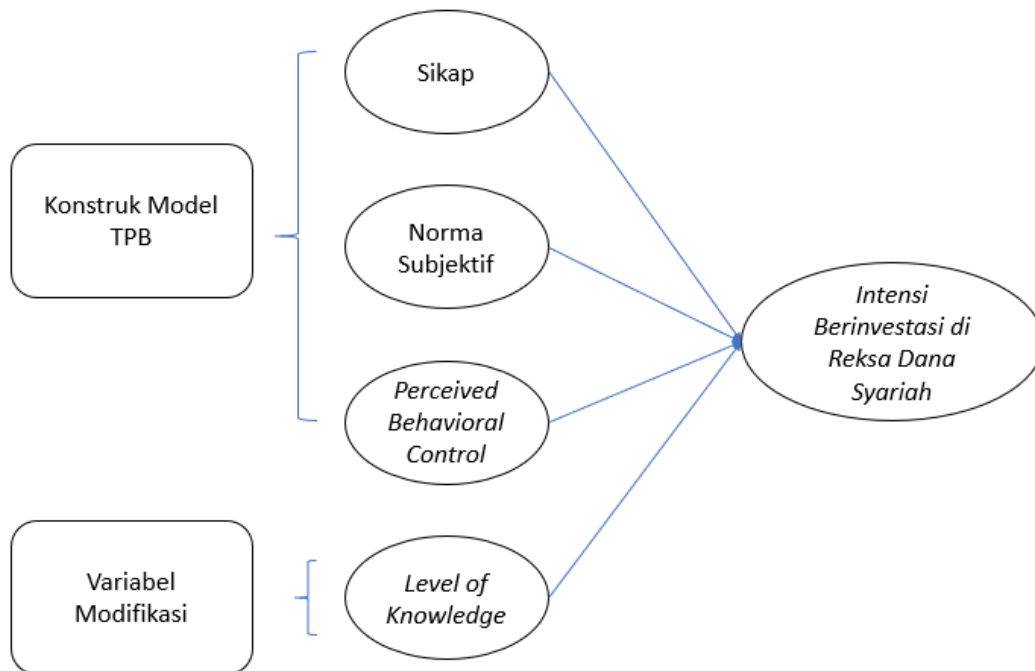 Sikap
Konstruk Model
TPB
Norma
Subjektif
Intensi
Berinvestasi di
Reksa Dana
Syariah
Perceived
Behavioral
Control
Variabel
Modifikasi
Level of
Knowledge